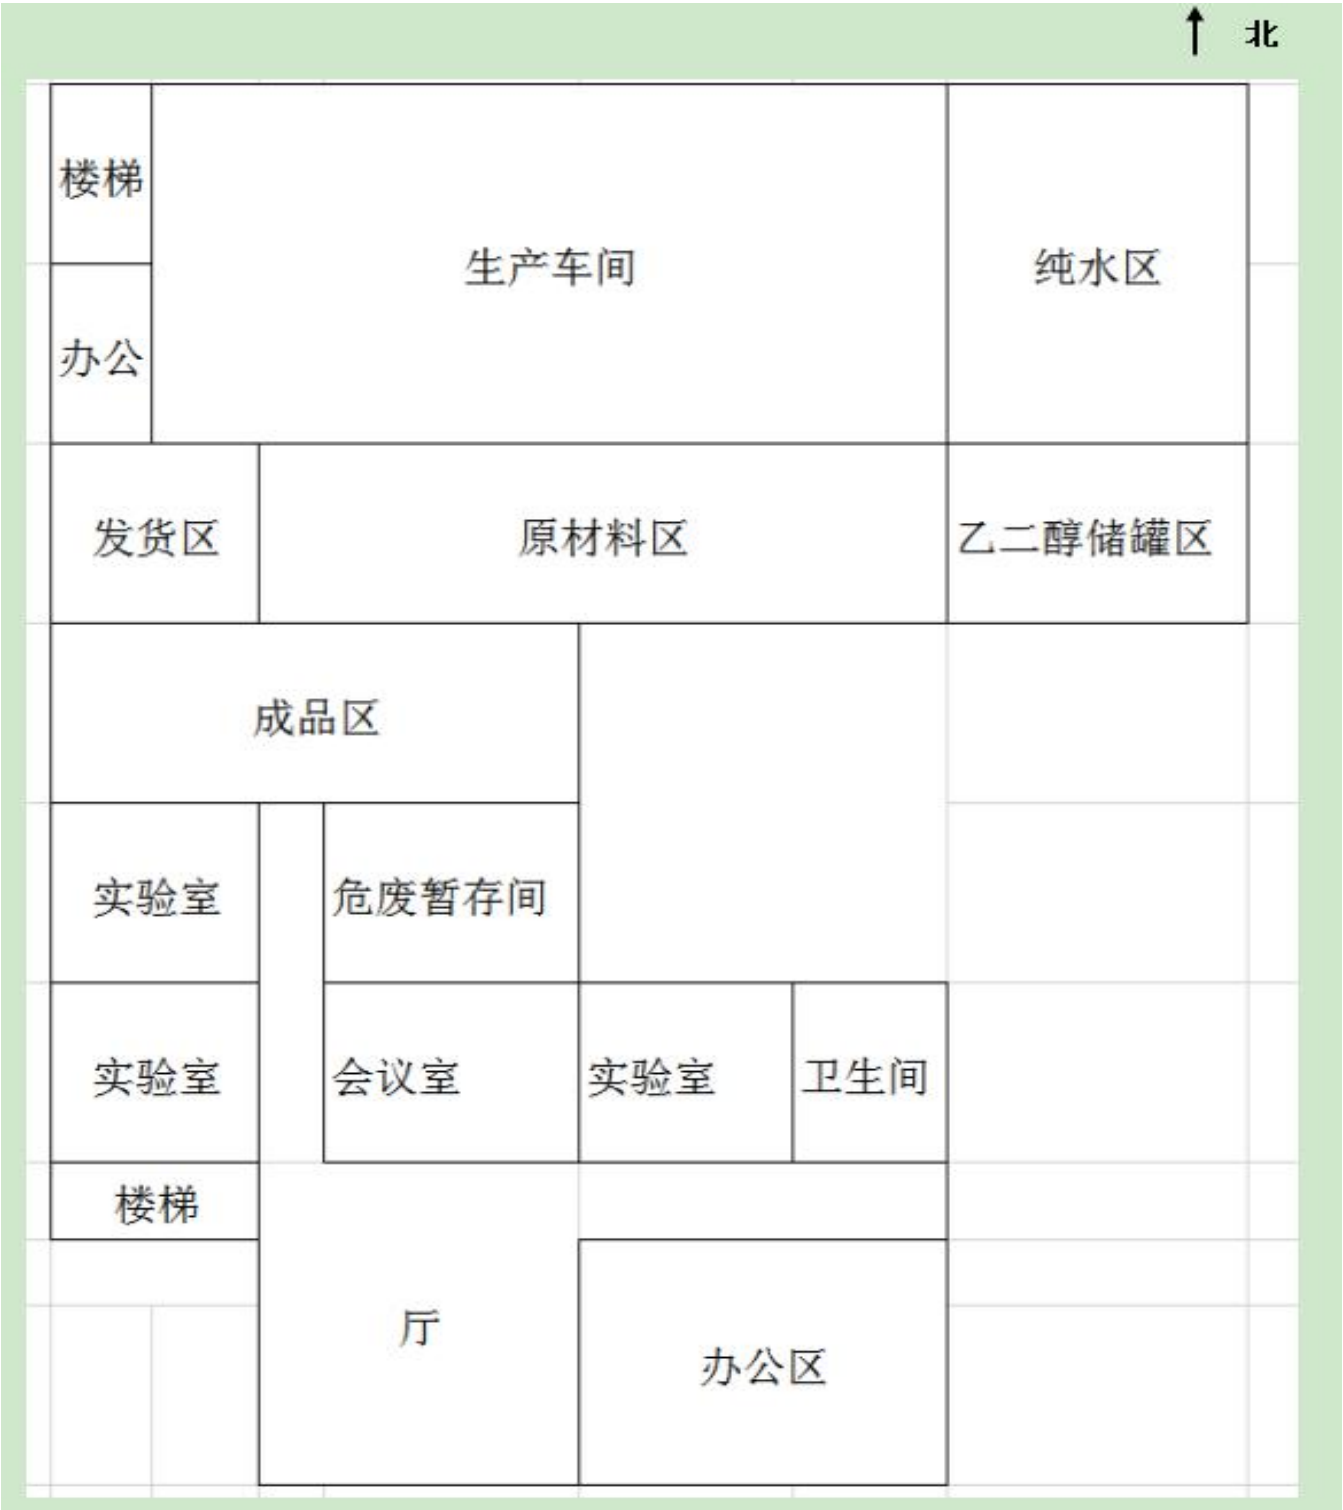 北
楼梯
生产车间
纯水区
办公
发货区
原材料区
乙二醇储罐区
成品区
实验室
危废暂存间
实验室
会议室
实验室
卫生间
楼梯
厅
办公区